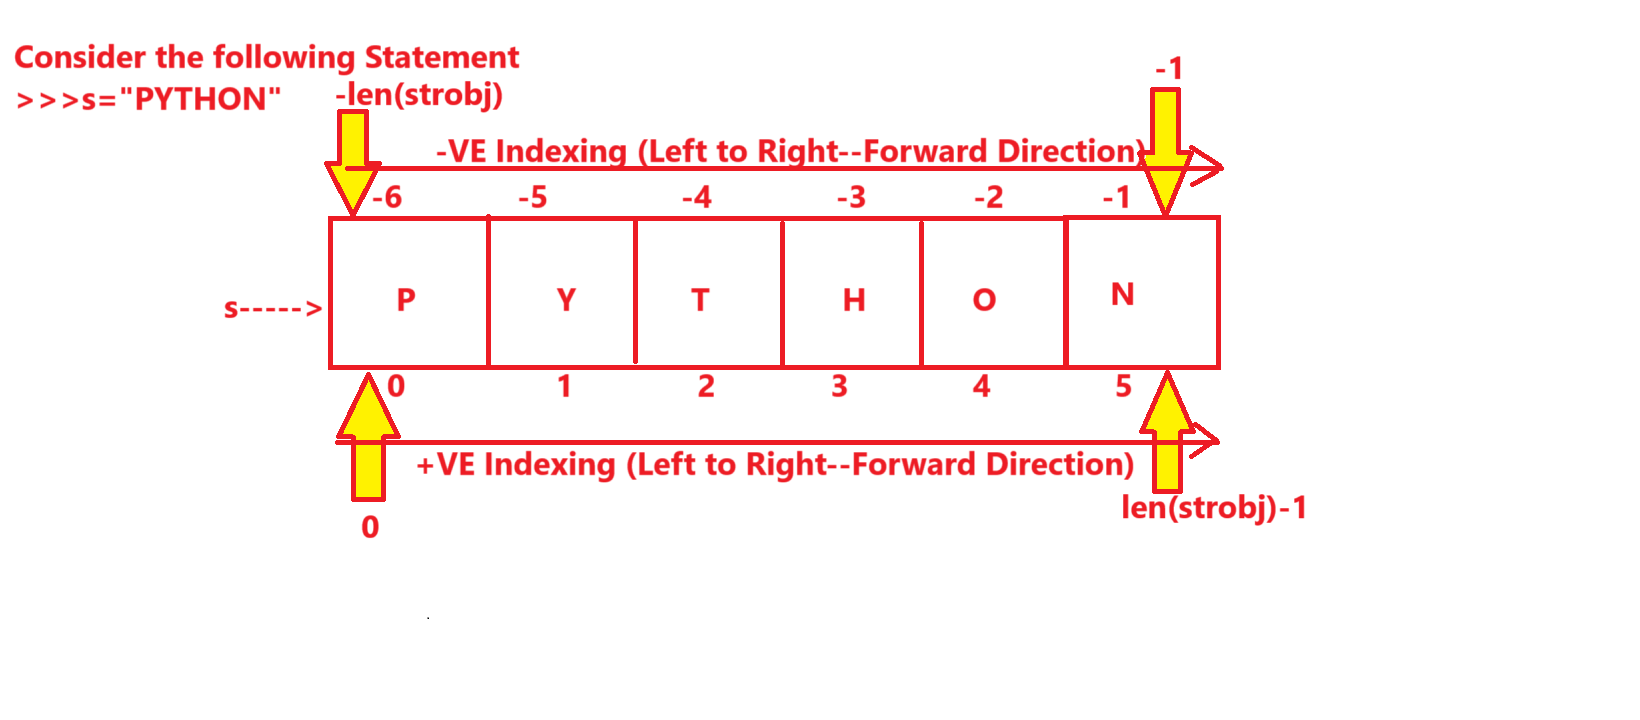 Consider the following Statement
>>>s="PYTHON"
-len(strobj)
-1
-VE Indexing (Left to Right--Forward Direction)
-6 -5 -4 -3 -2 -1
s-----> P Y T H O N
0 1 2 3 4 5
+VE Indexing (Left to Right--Forward Direction)
0
len(strobj)-1